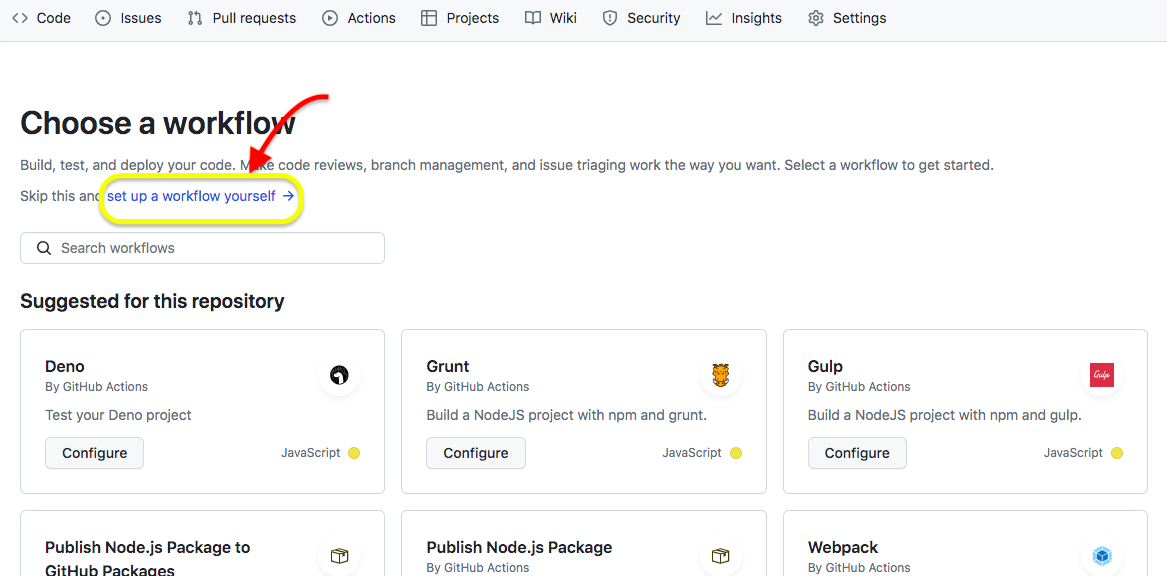 Code Issues Pull requests Actions Projects Wiki Security Insights Settings
Choose a workflow
Build, test, and deploy your code. Make code reviews, branch management, and issue triaging work the way you want. Select a workflow to get started.
Skip this and set up a workflow yourself →
Search workflows
Suggested for this repository
Deno
By GitHub Actions
Test your Deno project
Configure JavaScript
Grunt
By GitHub Actions
Build a NodeJS project with npm and grunt.
Configure JavaScript
Gulp
By GitHub Actions
Gulp
Build a NodeJS project with npm and gulp.
Configure JavaScript
Publish Node.js Package to
GitHub Packages
Publish Node.js Package
By GitHub Actions
Webpack
By GitHub Actions